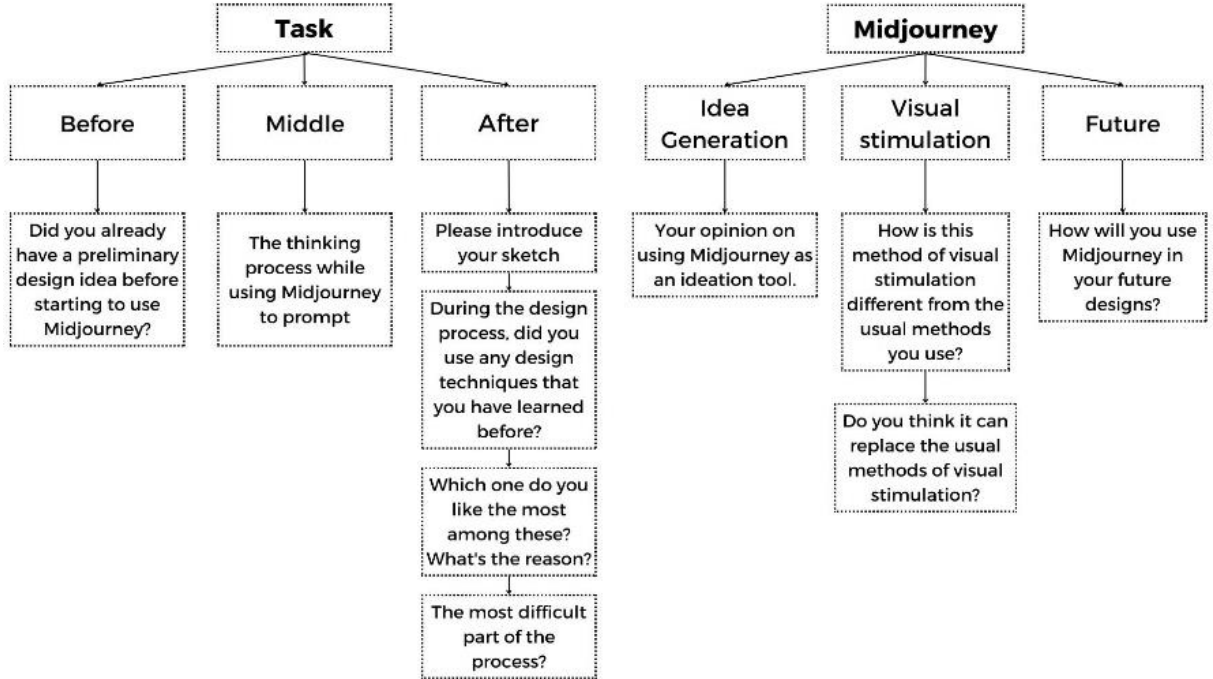 Task
Before
Middle
After
Did you already
have a preliminary
design idea before
starting to use
Midjourney?
The thinking
process while
using Midjourney
to prompt
Please introduce
your sketch
During the design
process, did you
use any design
techniques that
you have learned
before?
Which one do you
like the most
among these?
What's the reason?
The most difficult
part of the
process?
Midjourney
Idea
Generation
Visual
stimulation
Future
Your opinion on
using Midjourney as
an ideation tool.
How is this
method of visual
stimulation
different from the
usual methods
you use?
Do you think it can
replace the usual
methods of visual
stimulation?
How will you use
Midjourney in
your future
designs?